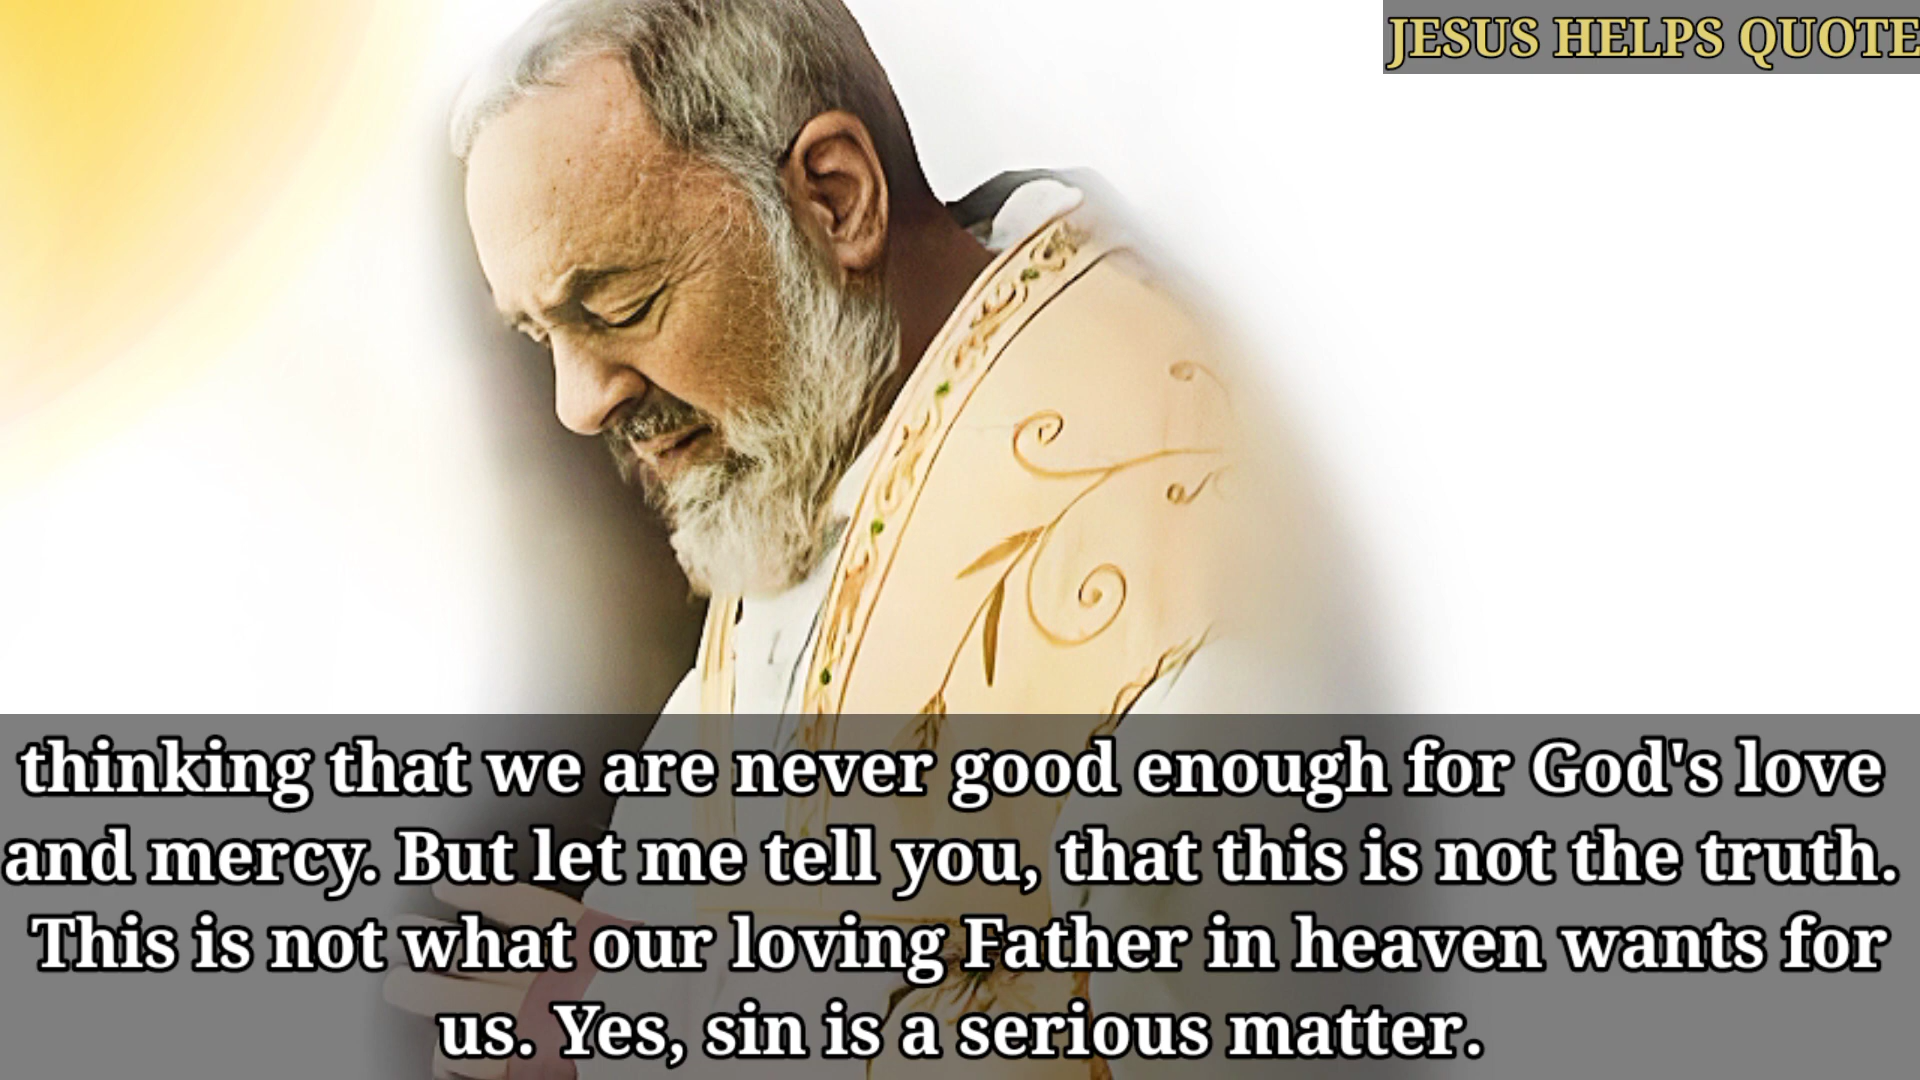 JESUS HELPS QUOTE
thinking that we are never good enough for God's love
and mercy. But let me tell you, that this is not the truth.
This is not what our loving Father in heaven wants for
us. Yes, sin is a serious matter.